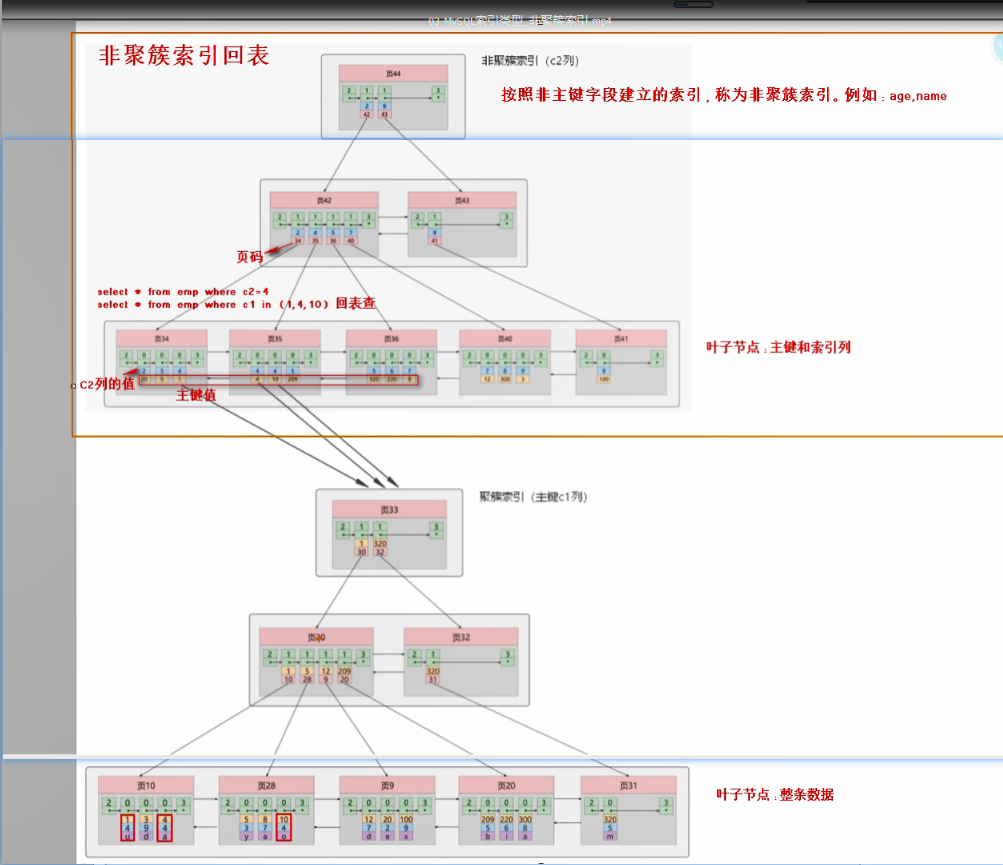 03-MySQL索引类型_非聚簇索引.mp4
非聚簇索引回表
非聚簇索引（c2列）
按照非主键字段建立的索引，称为非聚簇索引。例如：age,name
页44
2 1 1 3
2 9
42 43
页42 页43
2 1 1 1 1 3 2 1 3
2 4 5 7 9
34 35 36 40 41
页码
select * from emp where c2=4
select * from emp where c1 in (1,4,10) 回表查
页34 页35 页36 页40 页41
叶子节点：主键和索引列
2 0 0 0 3 2 0 0 0 3 2 0 0 0 3 2 0 0 0 3 2 0 3
2 3 4 4 4 5 5 6 7 7 8 9 9
20 5 1 4 10 209 320 220 8 12 300 3 100
C2列的值
主键值
聚簇索引（主键c1列）
页33
2 1 1 3
1 320
30 32
页30 页32
2 1 1 1 1 3 2 1 3
1 5 12 209 320
10 28 9 20 31
页10 页28 页9 页20 页31
叶子节点：整条数据
2 0 0 0 3 2 0 0 0 3 2 0 0 0 3 2 0 0 0 3 2 0 3
1 3 4 5 8 10 12 20 100 209 220 300 320
4 9 4 3 7 4 7 2 9 5 6 8 5
u d a y a o d e x b i a m